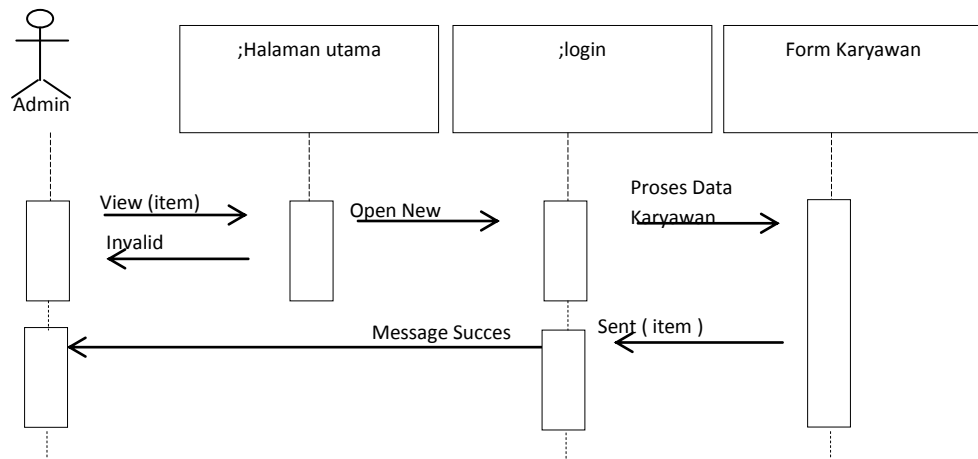 ;Halaman utama
;login
Form Karyawan
Admin
View (item)
Open New
Proses Data
Karyawan
Invalid
Message Succes
Sent ( item )